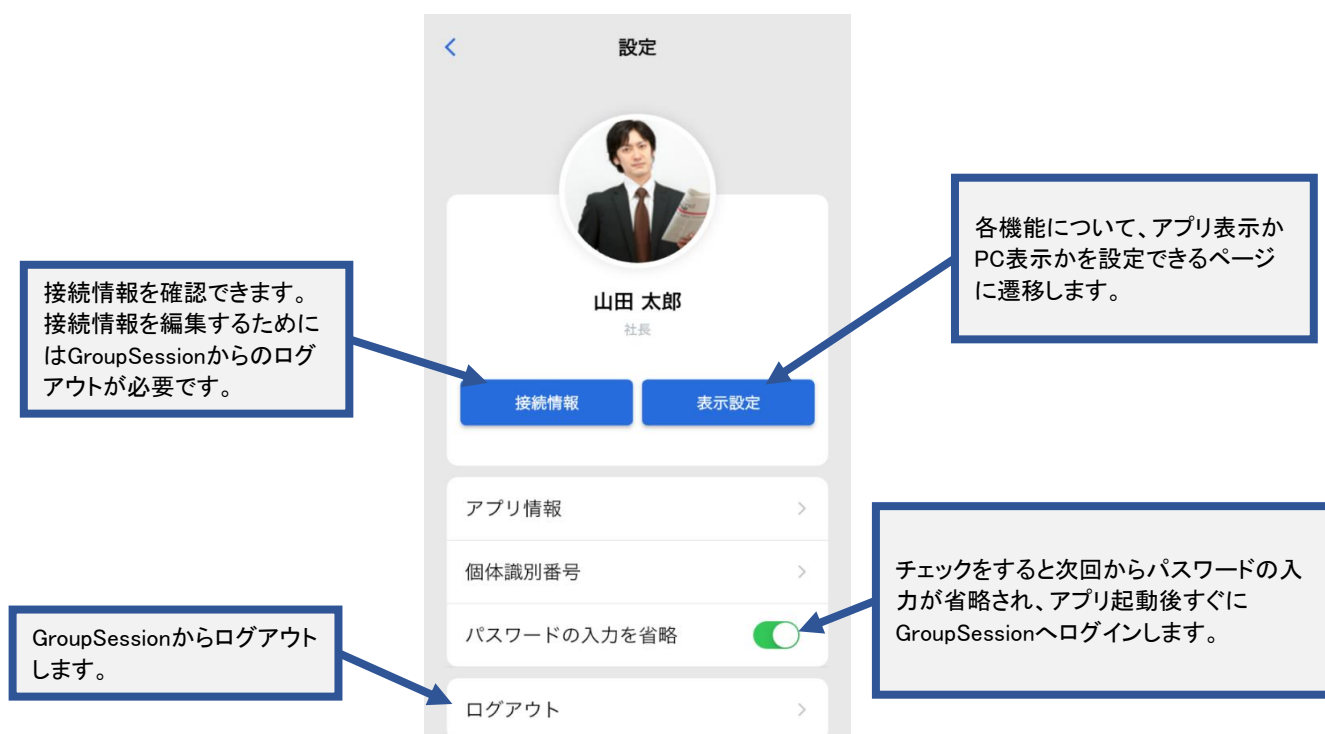 設定
山田 太郎
社長
接続情報
表示設定
アプリ情報
個体識別番号
パスワードの入力を省略
ログアウト
接続情報を確認できます。
接続情報を編集するために
はGroupSessionからのログ
アウトが必要です。
GroupSessionからログアウト
します。
各機能について、アプリ表示か
PC表示かを設定できるページ
に遷移します。
チェックをすると次回からパスワードの入
力が省略され、アプリ起動後すぐに
GroupSessionへログインします。